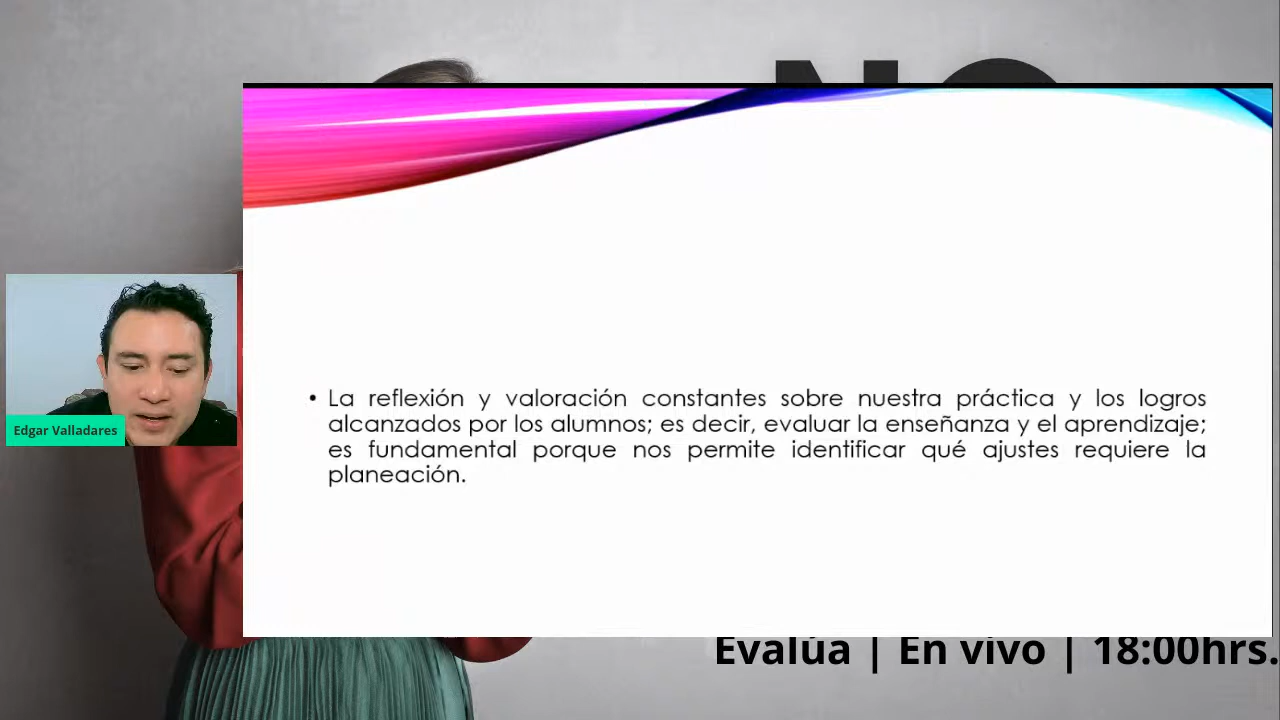 NO
Edgar Valladares
• La reflexión y valoración constantes sobre nuestra práctica y los logros
alcanzados por los alumnos; es decir, evaluar la enseñanza y el aprendizaje;
es fundamental porque nos permite identificar qué ajustes requiere la
planeación.
Evalúa | En vivo | 18:00hrs.